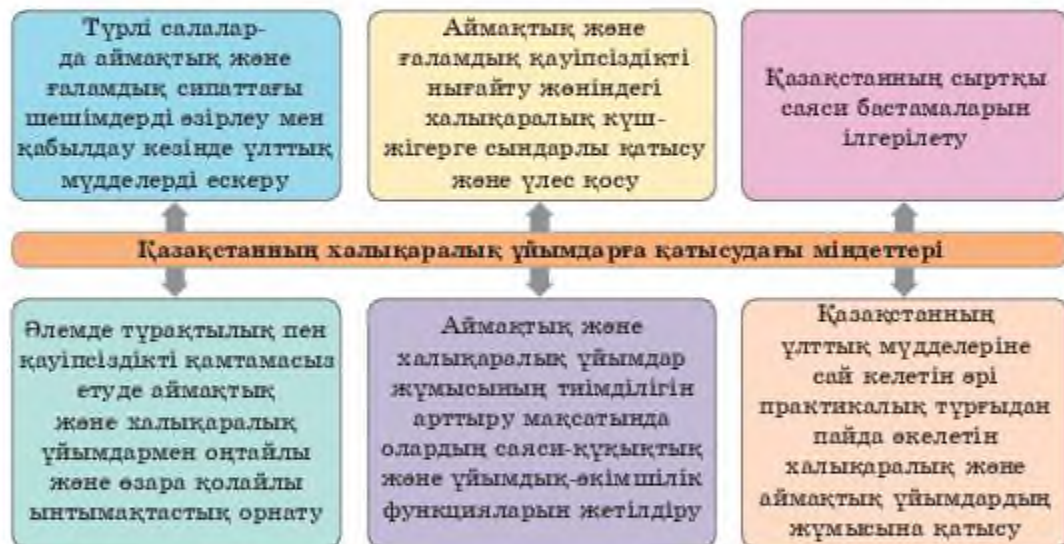 Түрлі салалар-
да аймақтық және
ғаламдық сипаттағы
шешімдерді әзірлеу мен
қабылдау кезінде ұлттық
мүдделерді ескеру
Аймақтық және
ғаламдық қауіпсіздікті
нығайту жөніндегі
халықаралық күш-
жігерге сындарлы қатысу
және үлес қосу
Қазақстанның сыртқы
саяси бастамаларын
ілгерілету
Қазақстанның халықаралық ұйымдарға қатысудағы міндеттері
Әлемде тұрақтылық пен
қауіпсіздікті қамтамасыз
етуде аймақтық
және халықаралық
ұйымдармен оңтайлы
және өзара қолайлы
ынтымақтастық орнату
Аймақтық және
халықаралық ұйымдар
жұмысының тиімділігін
арттыру мақсатында
олардың саяси-құқықтық
және ұйымдық-әкімшілік
функцияларын жетілдіру
Қазақстанның
ұлттық мүдделеріне
сай келетін әрі
практикалық тұрғыдан
пайда әкелетін
халықаралық және
аймақтық ұйымдардың
жұмысына қатысу